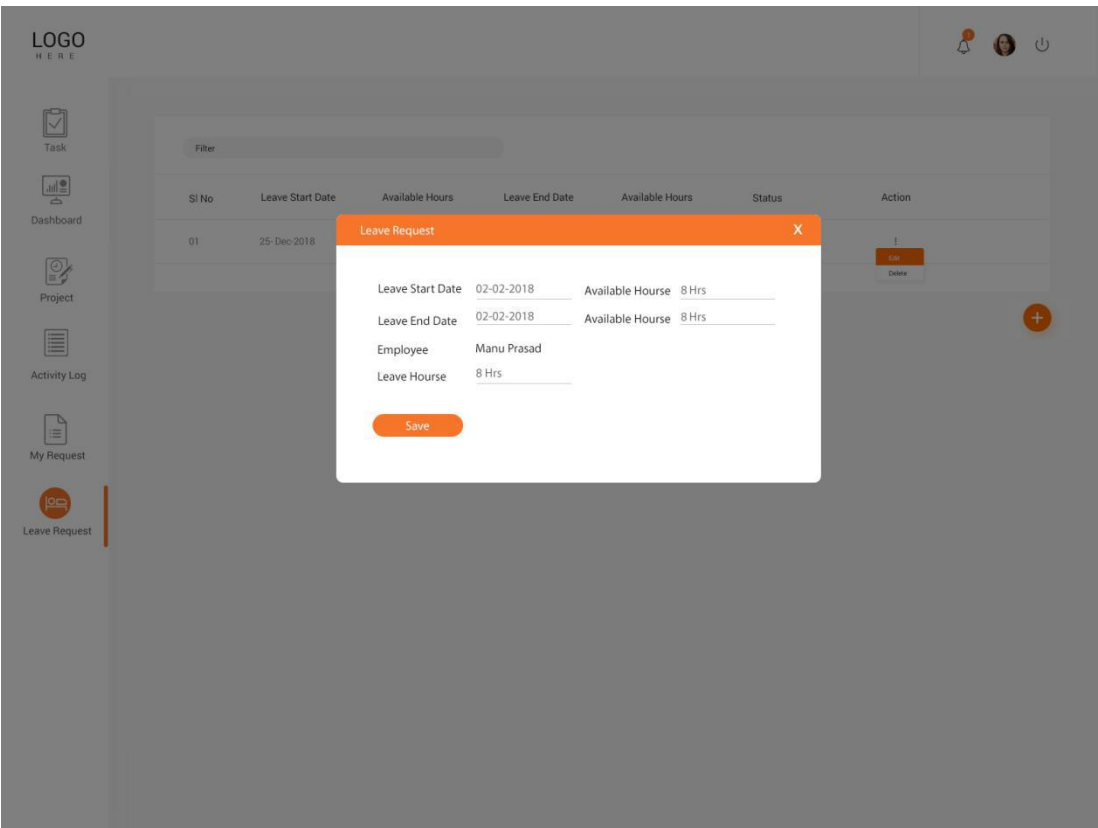 LOGO
HERE
1
Task
Dashboard
Project
Activity Log
My Request
Leave Request
Filter
Sl No Leave Start Date Available Hours Leave End Date Available Hours Status Action
01 25-Dec-2018
Edit
Delete
Leave Request X
Leave Start Date 02-02-2018 Available Hourse 8 Hrs
Leave End Date 02-02-2018 Available Hourse 8 Hrs
Employee Manu Prasad
Leave Hourse 8 Hrs
Save
+